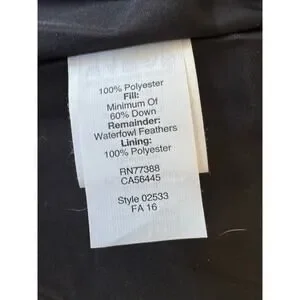 100% Polyester
Fill:
Minimum Of
60% Down
Remainder:
Waterfowl Feathers
Lining:
100% Polyester
RN77388
CA56445
Style 02533
FA 16